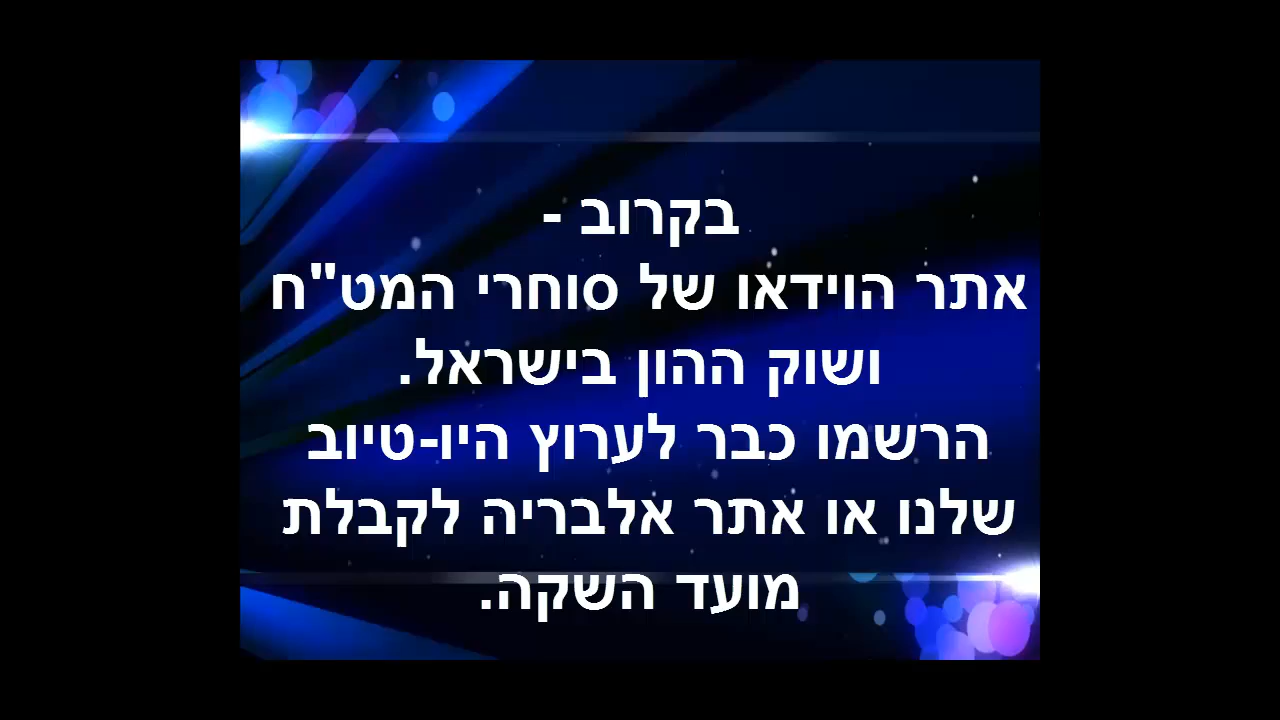 בקרוב -
אתר הוידאו של סוחרי המט"ח
ושוק ההון בישראל.
הרשמו כבר לערוץ היו-טיוב
שלנו או אתר אלבריה לקבלת
מועד השקה.